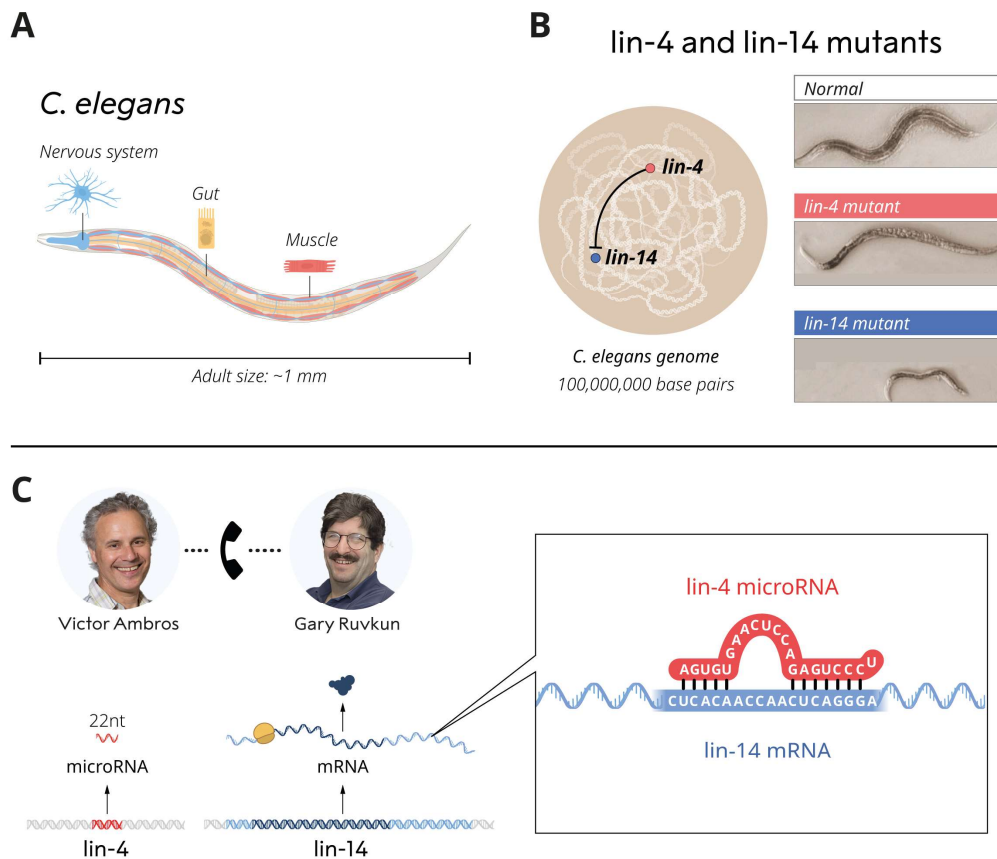 A
C. elegans
Nervous system
Gut
Muscle
Adult size: ~1 mm
B
lin-4 and lin-14 mutants
lin-4
lin-14
C. elegans genome
100,000,000 base pairs
Normal
lin-4 mutant
lin-14 mutant
C
Victor Ambros
Gary Ruvkun
22nt
microRNA
lin-4
mRNA
lin-14
lin-4 microRNA
AGUGUGAACUCCAGAGUCCCU
CUCACAACCAACUCAGGGA
lin-14 mRNA